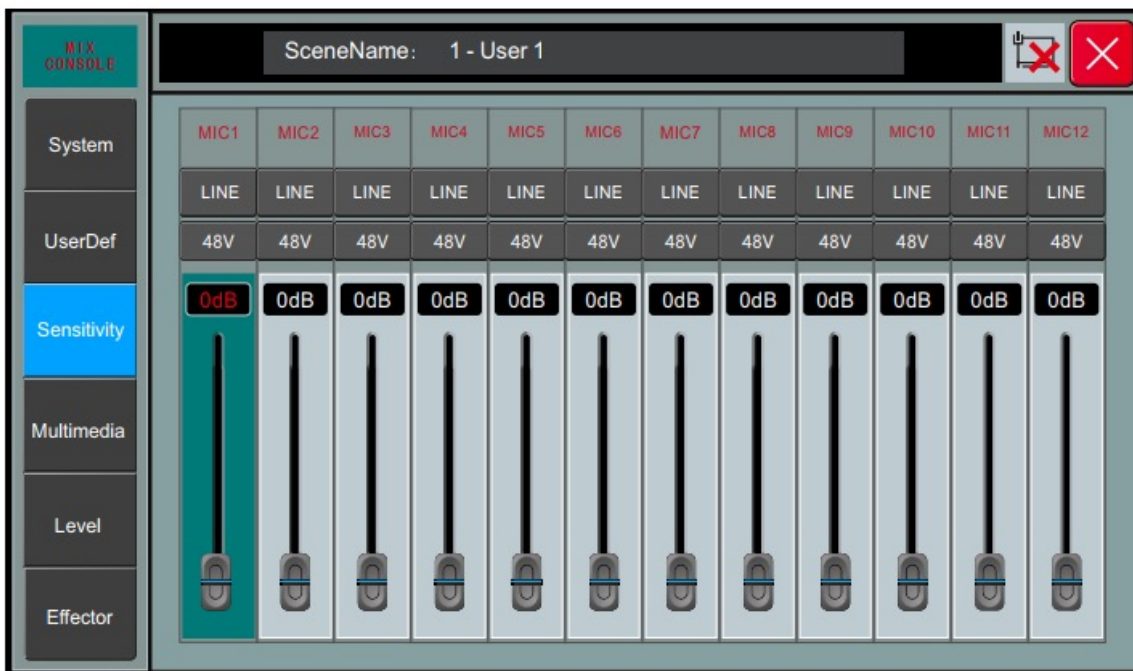 MIX
CONSOLE
SceneName: 1 - User 1
System
UserDef
Sensitivity
Multimedia
Level
Effector
MIC1 MIC2 MIC3 MIC4 MIC5 MIC6 MIC7 MIC8 MIC9 MIC10 MIC11 MIC12
LINE LINE LINE LINE LINE LINE LINE LINE LINE LINE LINE LINE
48V 48V 48V 48V 48V 48V 48V 48V 48V 48V 48V 48V
0dB 0dB 0dB 0dB 0dB 0dB 0dB 0dB 0dB 0dB 0dB 0dB